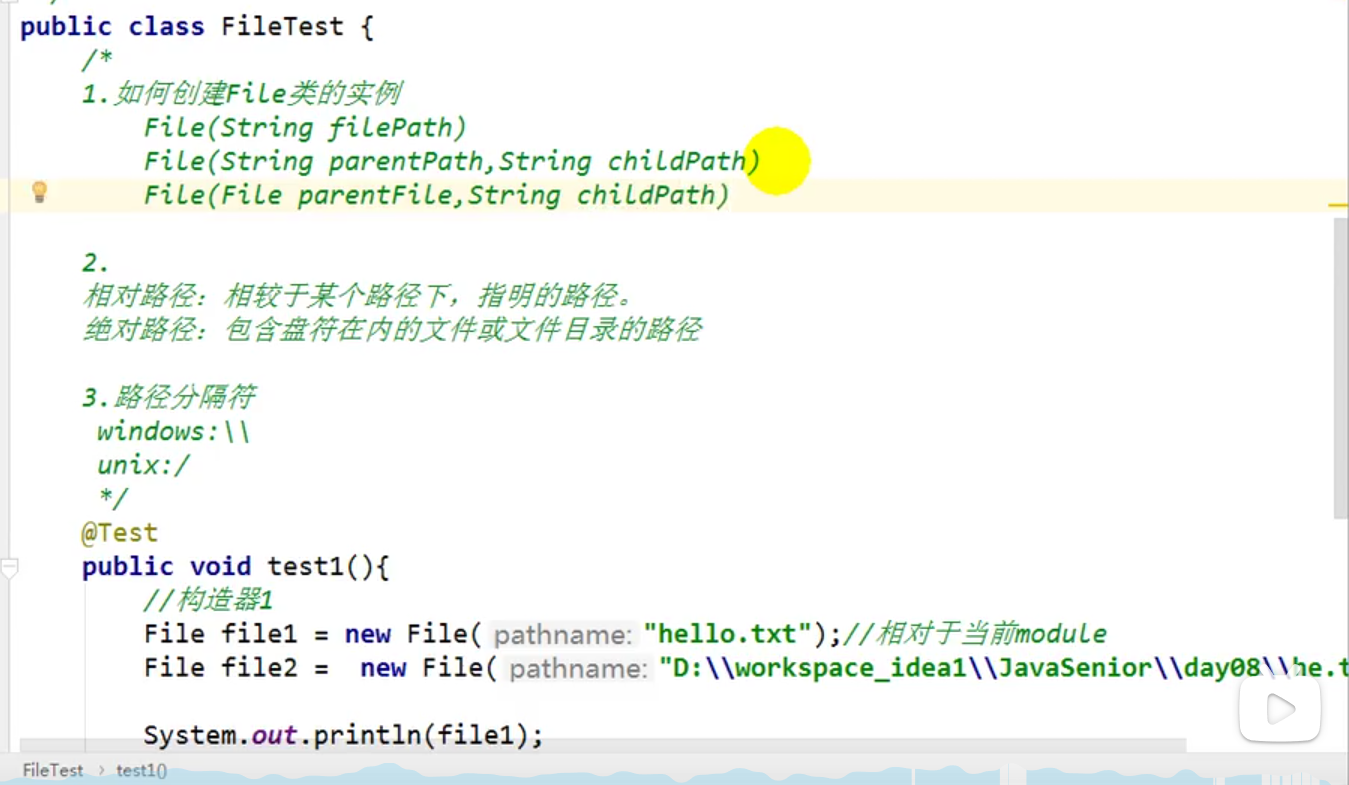 public class FileTest {
/*
1.如何创建File类的实例
File(String filePath)
File(String parentPath,String childPath)
File(File parentFile,String childPath)
2.
相对路径：相较于某个路径下，指明的路径。
绝对路径：包含盘符在内的文件或文件目录的路径
3.路径分隔符
windows:\\
unix:/
*/
@Test
public void test1(){
//构造器1
File file1 = new File( pathname: "hello.txt");//相对于当前module
File file2 =  new File( pathname: "D:\\workspace_idea1\\JavaSenior\\day08\\he.t
System.out.println(file1);
FileTest › test1()